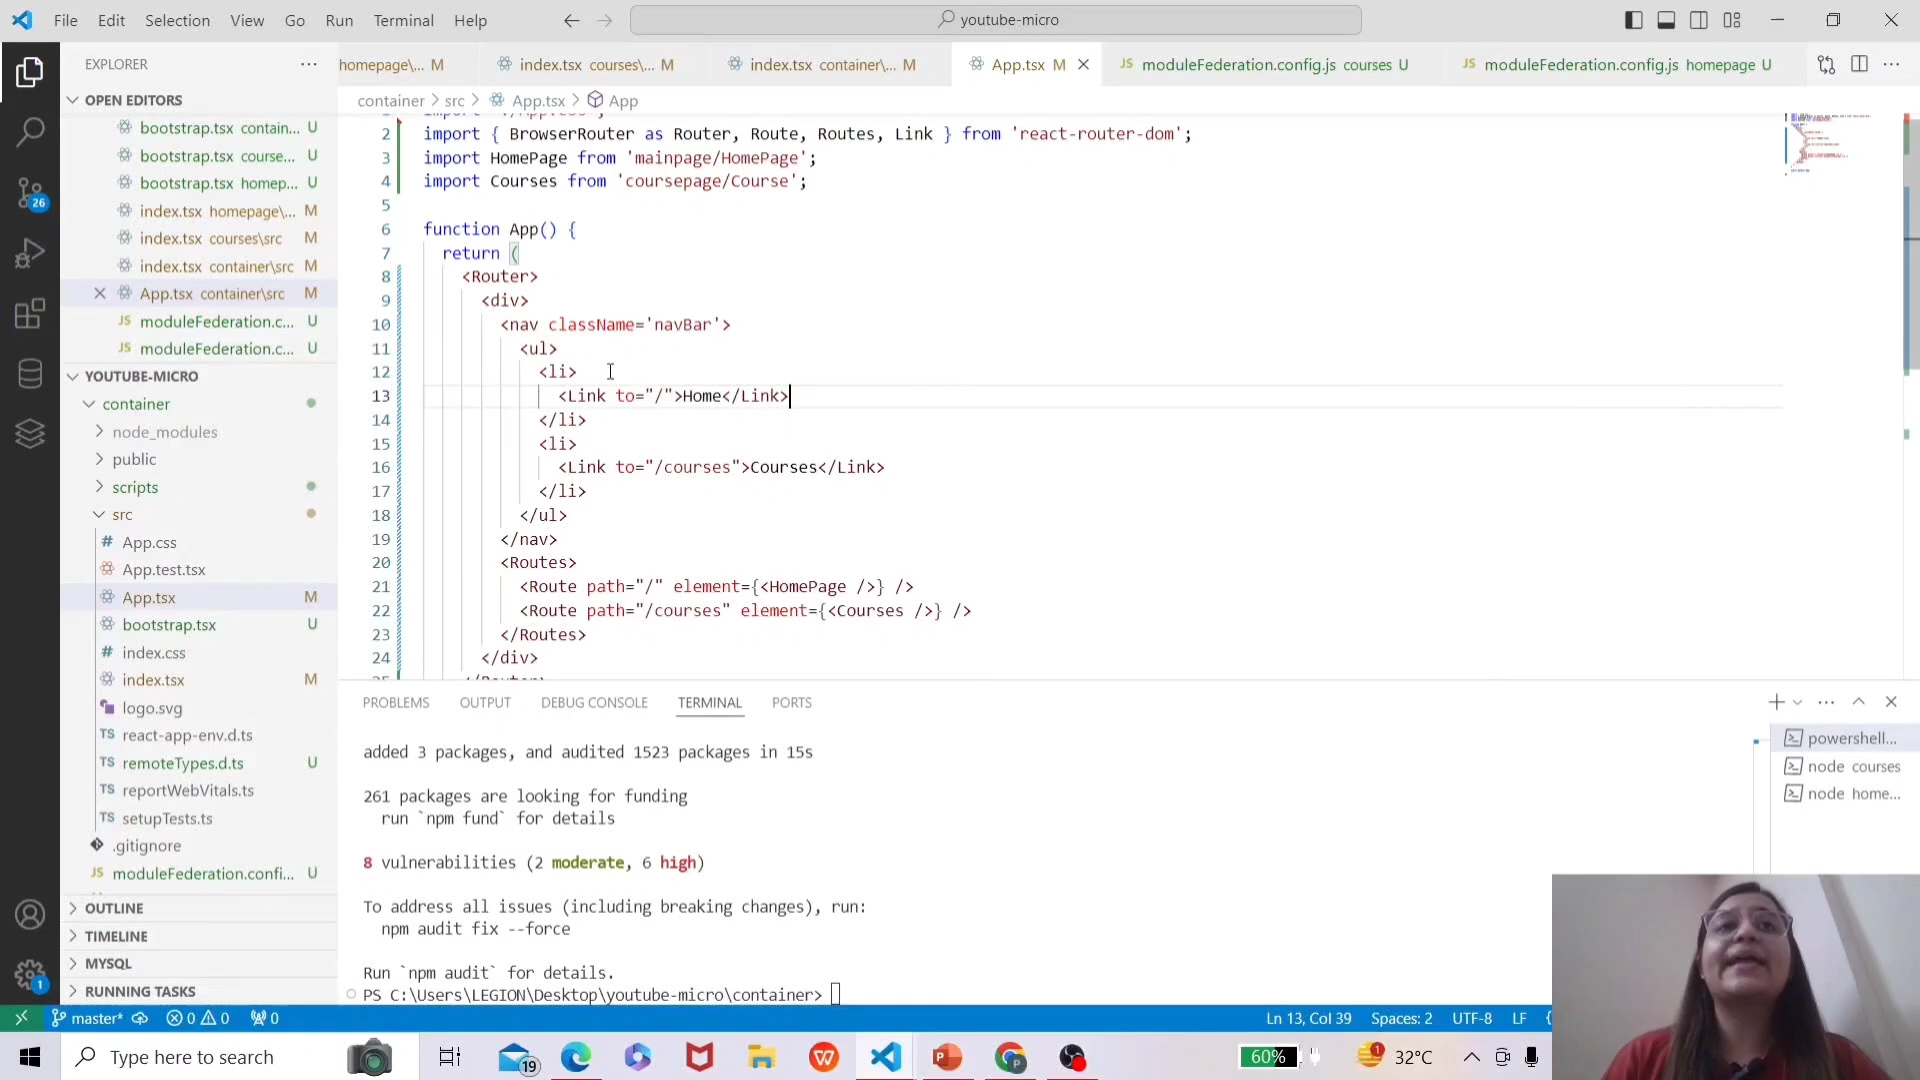 File Edit Selection View Go Run Terminal Help
youtube-micro
EXPLORER
homepage\... M
index.tsx courses\... M
index.tsx container\... M
App.tsx M
moduleFederation.config.js courses U
moduleFederation.config.js homepage U
container > src > App.tsx > App
OPEN EDITORS
bootstrap.tsx contain... U
bootstrap.tsx course... U
bootstrap.tsx homep... U
index.tsx homepage\... M
index.tsx courses\src M
index.tsx container\src M
App.tsx container\src M
moduleFederation.c... U
moduleFederation.c... U
YOUTUBE-MICRO
container
node_modules
public
scripts
src
App.css
App.test.tsx
App.tsx M
bootstrap.tsx U
index.css
index.tsx M
logo.svg
react-app-env.d.ts
remoteTypes.d.ts U
reportWebVitals.ts
setupTests.ts
.gitignore
moduleFederation.confi... U
OUTLINE
TIMELINE
MYSQL
RUNNING TASKS
26
1
2 import { BrowserRouter as Router, Route, Routes, Link } from 'react-router-dom';
3 import HomePage from 'mainpage/HomePage';
4 import Courses from 'coursepage/Course';
5
6 function App() {
7 return (
8 <Router>
9 <div>
10 <nav className='navBar'>
11 <ul>
12 <li>
13 <Link to="/">Home</Link>
14 </li>
15 <li>
16 <Link to="/courses">Courses</Link>
17 </li>
18 </ul>
19 </nav>
20 <Routes>
21 <Route path="/" element={<HomePage />} />
22 <Route path="/courses" element={<Courses />} />
23 </Routes>
24 </div>
PROBLEMS OUTPUT DEBUG CONSOLE TERMINAL PORTS
added 3 packages, and audited 1523 packages in 15s
261 packages are looking for funding
run `npm fund` for details
8 vulnerabilities (2 moderate, 6 high)
To address all issues (including breaking changes), run:
npm audit fix --force
Run `npm audit` for details.
PS C:\Users\LEGION\Desktop\youtube-micro\container>
powershell...
node courses
node home...
master* 0 0 0
Ln 13, Col 39 Spaces: 2 UTF-8 LF {
Type here to search
19
60%
1
32°C